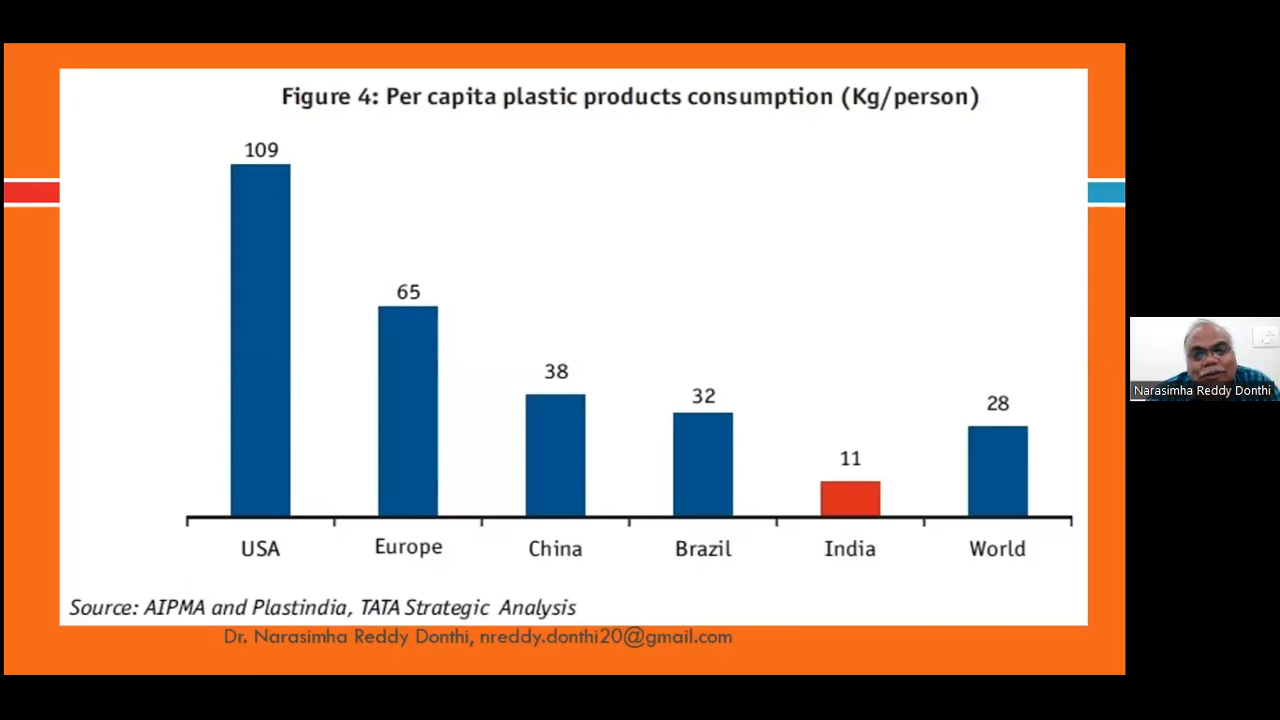 Figure 4: Per capita plastic products consumption (Kg/person)
109
65
38
32
11
28
USA
Europe
China
Brazil
India
World
Source: AIPMA and Plastindia, TATA Strategic Analysis
Dr. Narasimha Reddy Donthi, nreddy.donthi20@gmail.com
Narasimha Reddy Donthi